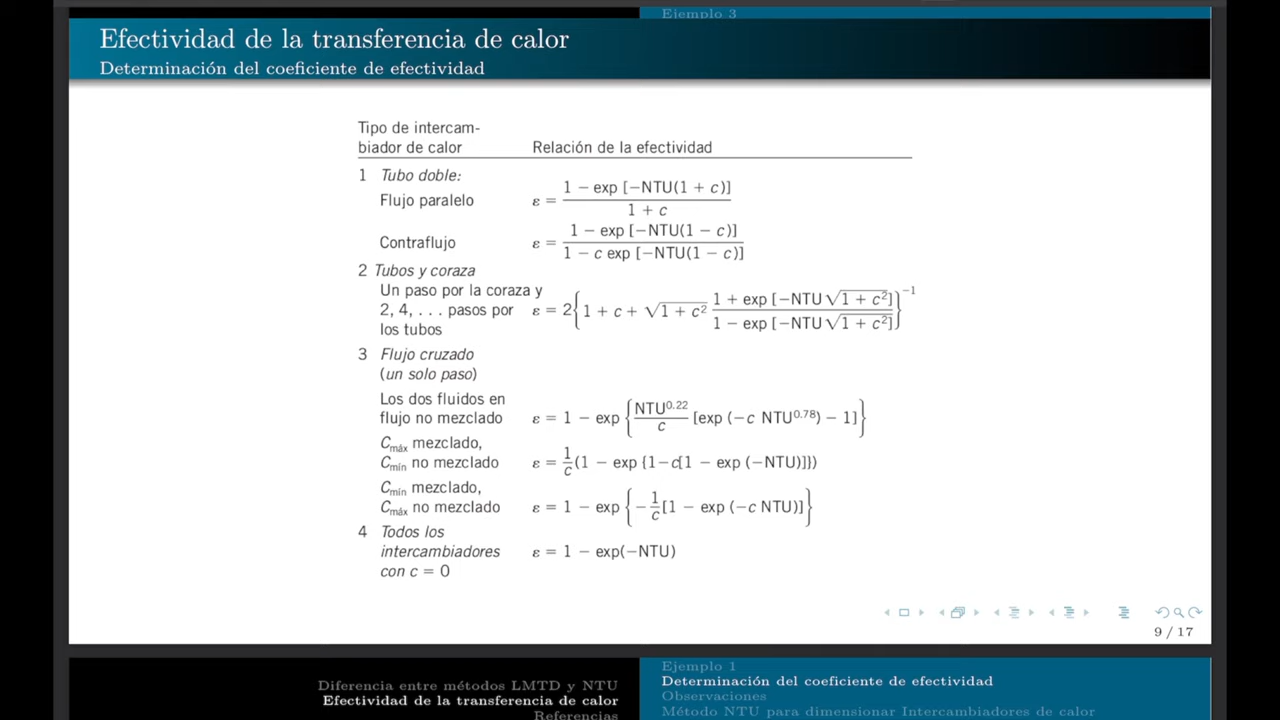 Ejemplo 3
Efectividad de la transferencia de calor
Determinación del coeficiente de efectividad
Tipo de intercam-
biador de calor Relación de la efectividad
1 Tubo doble:
Flujo paralelo ε = (1 − exp [−NTU(1 + c)]) / (1 + c)
Contraflujo ε = (1 − exp [−NTU(1 − c)]) / (1 − c exp [−NTU(1 − c)])
2 Tubos y coraza
Un paso por la coraza y
2, 4, . . . pasos por ε = 2{1 + c + √(1 + c²) (1 + exp [−NTU√(1 + c²)]) / (1 − exp [−NTU√(1 + c²)])}⁻¹
los tubos
3 Flujo cruzado
(un solo paso)
Los dos fluidos en
flujo no mezclado ε = 1 − exp {NTU^0.22 / c [exp (−c NTU^0.78) − 1]}
Cmáx mezclado,
Cmín no mezclado ε = 1/c (1 − exp {1−c[1 − exp (−NTU)]})
Cmín mezclado,
Cmáx no mezclado ε = 1 − exp {−1/c [1 − exp (−c NTU)]}
4 Todos los
intercambiadores ε = 1 − exp(−NTU)
con c = 0
9 / 17
Diferencia entre métodos LMTD y NTU
Efectividad de la transferencia de calor
Referencias
Ejemplo 1
Determinación del coeficiente de efectividad
Observaciones
Método NTU para dimensionar Intercambiadores de calor